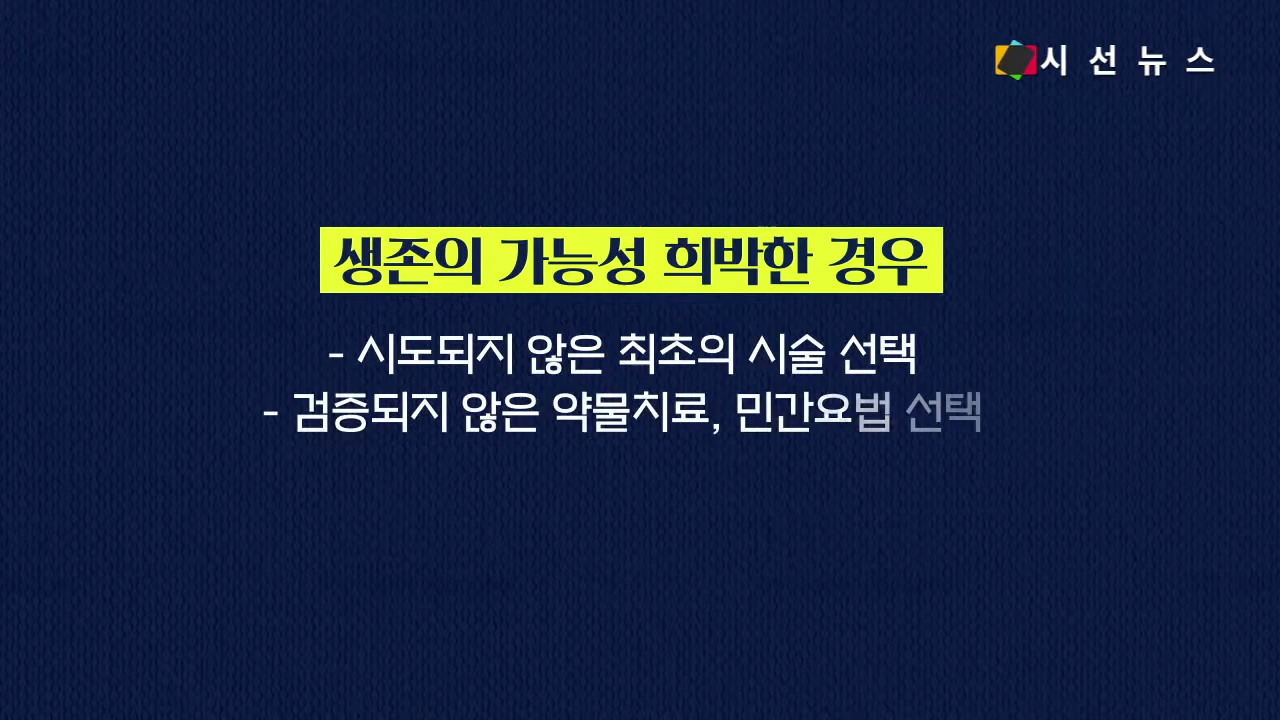 시선뉴스
생존의 가능성 희박한 경우
- 시도되지 않은 최초의 시술 선택
- 검증되지 않은 약물치료, 민간요법 선택